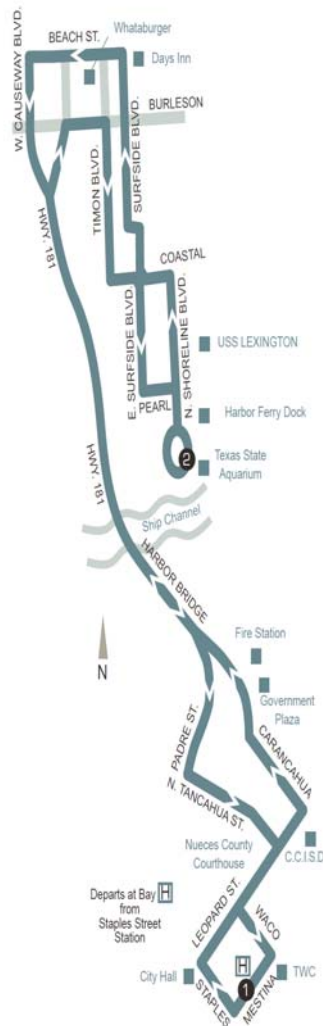 Whataburger
BEACH ST.
Days Inn
W. CAUSEWAY BLVD.
BURLESON
SURFSIDE BLVD.
TIMON BLVD.
HWY. 181
COASTAL
E. SURFSIDE BLVD.
N. SHORELINE BLVD.
USS LEXINGTON
PEARL
Harbor Ferry Dock
2
Texas State
Aquarium
HWY. 181
Ship Channel
HARBOR BRIDGE
N
Fire Station
Government
Plaza
PADRE ST.
CARANCAHUA
N. TANCAHUA ST.
Nueces County
Courthouse
C.C.I.S.D.
Departs at Bay H
from
Staples Street
Station
LEOPARD ST.
WACO
H
1
City Hall
STAPLES
MESTINA
TWC